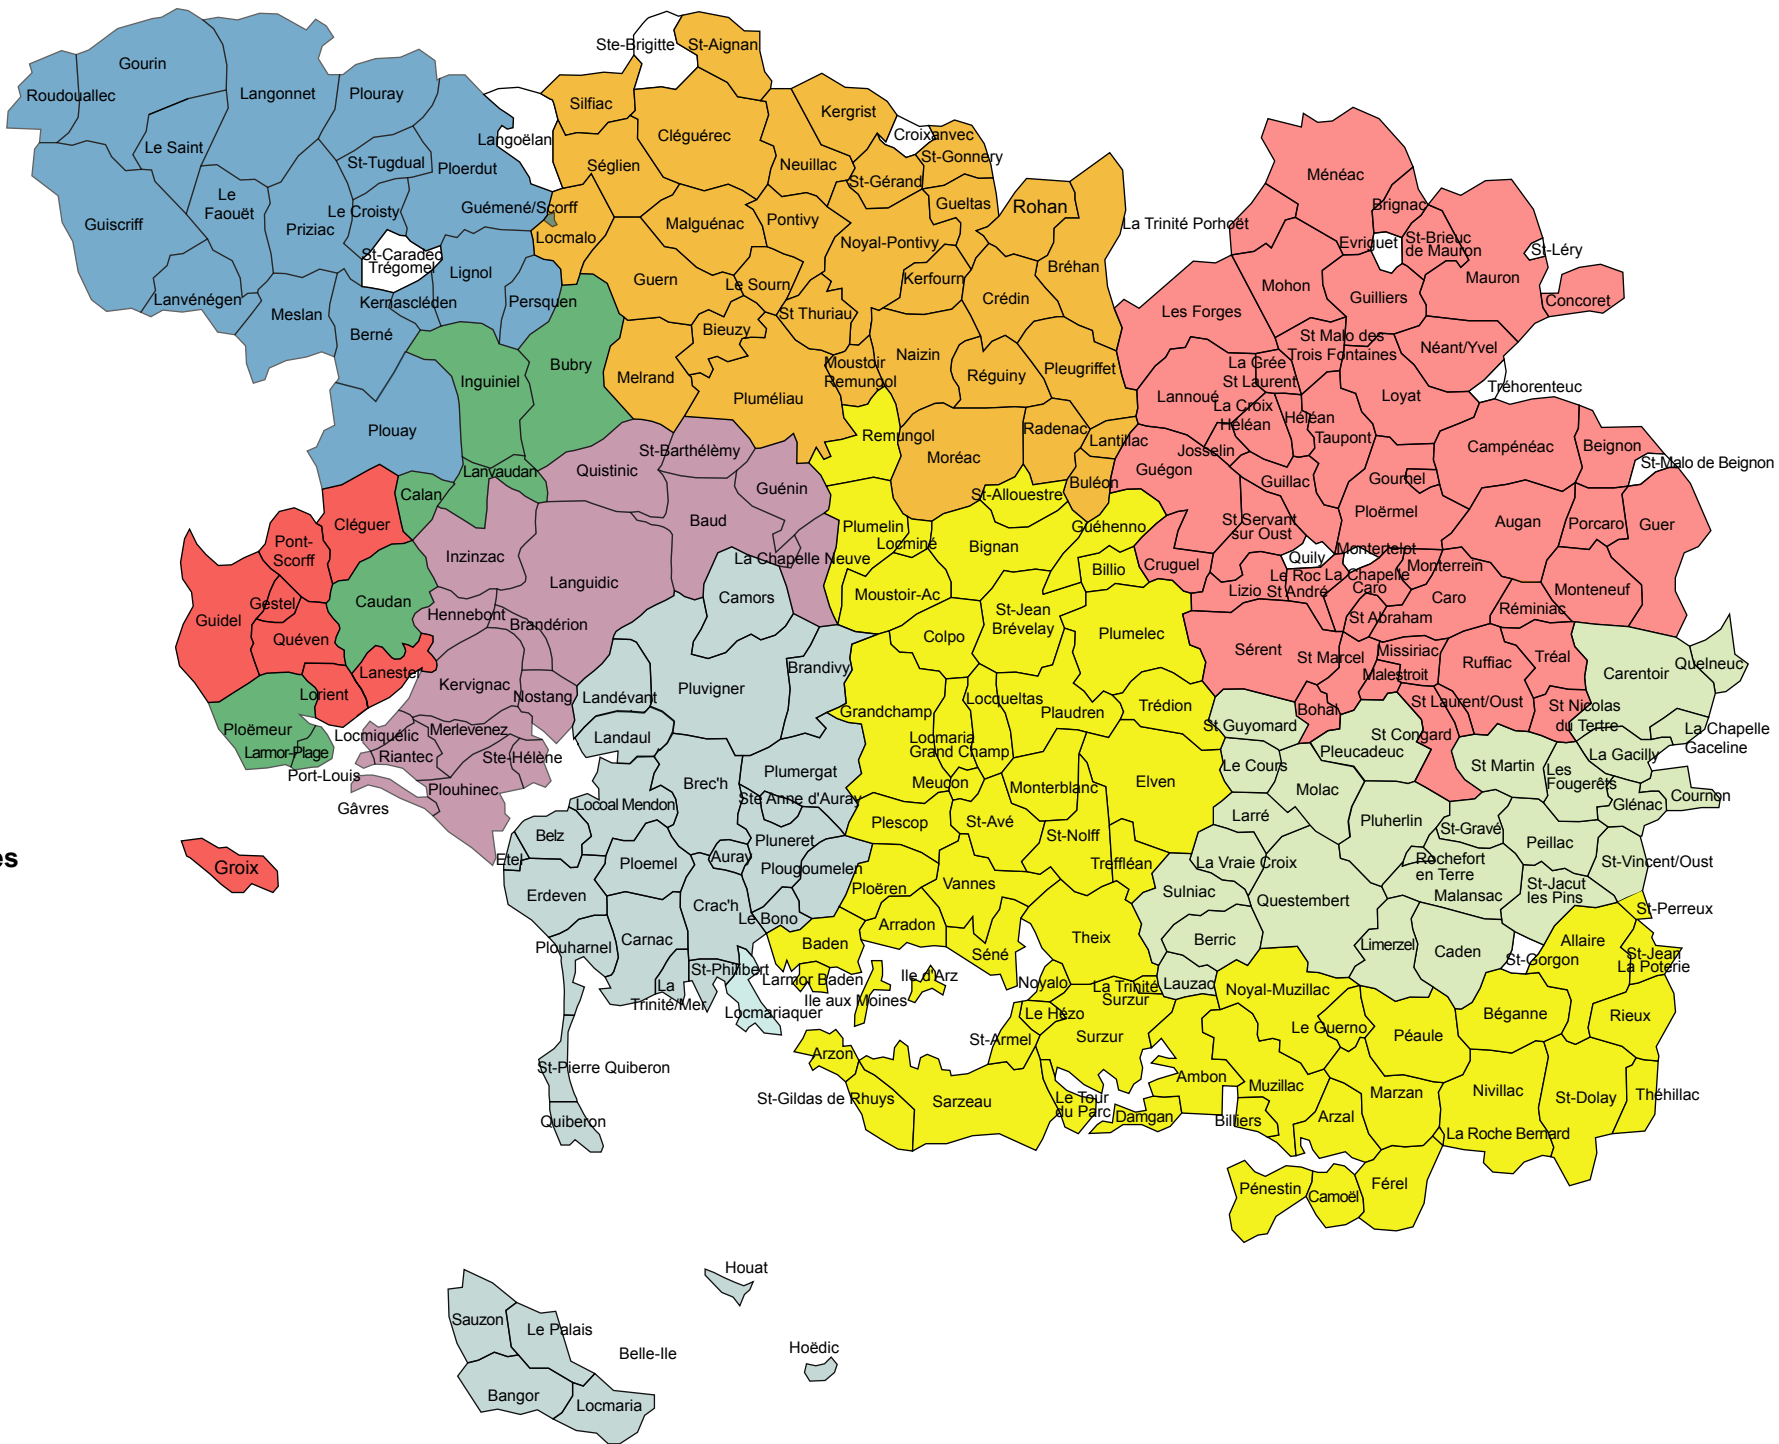 Ste-Brigitte
St-Aignan
Gourin
Roudouallec
Langonnet
Plouray
Silfiac
Kergrist
Cléguérec
Croixanvec
Langoëlan
Le Saint
St-Tugdual
Ploerdut
Séglien
Neuillac
St-Gonnery
St-Gérand
Gueltas
Rohan
Ménéac
Brignac
La Trinité Porhoët
Le
Faouët
Le Croisty
Guémené/Scorff
Guiscriff
Priziac
Locmalo
Malguénac
Pontivy
Noyal-Pontivy
Evriguet
St-Brieuc
de Mauron
St-Léry
St-Caradec
Trégomel
Lignol
Guern
Le Sourn
Kerfourn
Bréhan
Crédin
Mohon
Guilliers
Mauron
Concoret
Lanvénégen
Meslan
Kernascléden
Persquen
Berné
St Thuriau
Bieuzy
Les Forges
St Malo des
Trois Fontaines
Néant/Yvel
Inguiniel
Bubry
Melrand
Pluméliau
Moustoir
Remungol
Naizin
Réguiny
Pleugriffet
La Grée
St Laurent
Lannoué
La Croix
Héléan
Héléan
Loyat
Tréhorenteuc
Plouay
Remungol
Radenac
Lantillac
Taupont
Josselin
Campénéac
Beignon
St-Malo de Beignon
Lanvaudan
Quistinic
St-Barthélèmy
Guénin
Moréac
Buléon
Guégon
Guillac
Gourhel
Calan
St-Allouestre
Guéhenno
Cléguer
Baud
Plumelin
Locminé
Bignan
St Servant
sur Oust
Ploërmel
Augan
Porcaro
Guer
Pont-
Scorff
Inzinzac
La Chapelle Neuve
Billio
Cruguel
Quily
Montertelot
Monterrein
Languidic
Camors
Moustoir-Ac
Lizio
Le Roc
St André
La Chapelle
Caro
Caro
Monteneuf
Réminiac
Gestel
Guidel
Caudan
Quéven
Hennebont
Brandérion
Colpo
St-Jean
Brévelay
Plumelec
St Abraham
Sérent
St Marcel
Missiriac
Malestroit
Ruffiac
Tréal
Carentoir
Quelneuc
Lanester
Lorient
Kervignac
Nostang
Landévant
Pluvigner
Brandivy
Grandchamp
Locqueltas
Plaudren
Trédion
St Guyomard
Bohal
St Laurent/Oust
St Nicolas
du Tertre
La Chapelle
Gaceline
Ploëmeur
Larmor-Plage
Locmiquélic
Merlevenez
Riantec
Ste-Hélène
Landaul
Locmaria
Grand Champ
Pleucadeuc
St Congard
La Gacilly
Port-Louis
Plouhinec
Gâvres
Plumergat
Brec'h
Ste Anne d'Auray
Meucon
Monterblanc
Elven
Le Cours
Molac
St Martin
Les
Fougerêts
Glénac
Cournon
Locoal Mendon
Belz
Etel
Ploemel
Auray
Pluneret
Plougoumelen
Plescop
St-Avé
St-Nolff
Treffléan
Larré
Pluherlin
St-Gravé
Peillac
St-Vincent/Oust
es
Groix
Erdeven
Crac'h
Le Bono
Ploëren
Vannes
La Vraie Croix
Sulniac
Questembert
Rochefort
en Terre
Malansac
St-Jacut
les Pins
St-Perreux
Plouharnel
Carnac
Baden
Arradon
Séné
Theix
Berric
Limerzel
Caden
Allaire
St-Gorgon
St-Jean
La Poterie
St-Philibert
La
Trinité/Mer
Locmariaquer
Larmor Baden
Ile aux Moines
Ile d'Arz
Noyalo
La Trinité
Surzur
Lauzac
Noyal-Muzillac
Le Hézo
St-Armel
Surzur
Le Guerno
Péaule
Béganne
Rieux
Arzon
St-Pierre Quiberon
St-Gildas de Rhuys
Sarzeau
Le Tour
du Parc
Damgan
Ambon
Muzillac
Billiers
Arzal
Marzan
Nivillac
St-Dolay
Théhillac
La Roche Bernard
Quiberon
Pénestin
Camoël
Férel
Houat
Sauzon
Le Palais
Belle-Ile
Hoëdic
Bangor
Locmaria